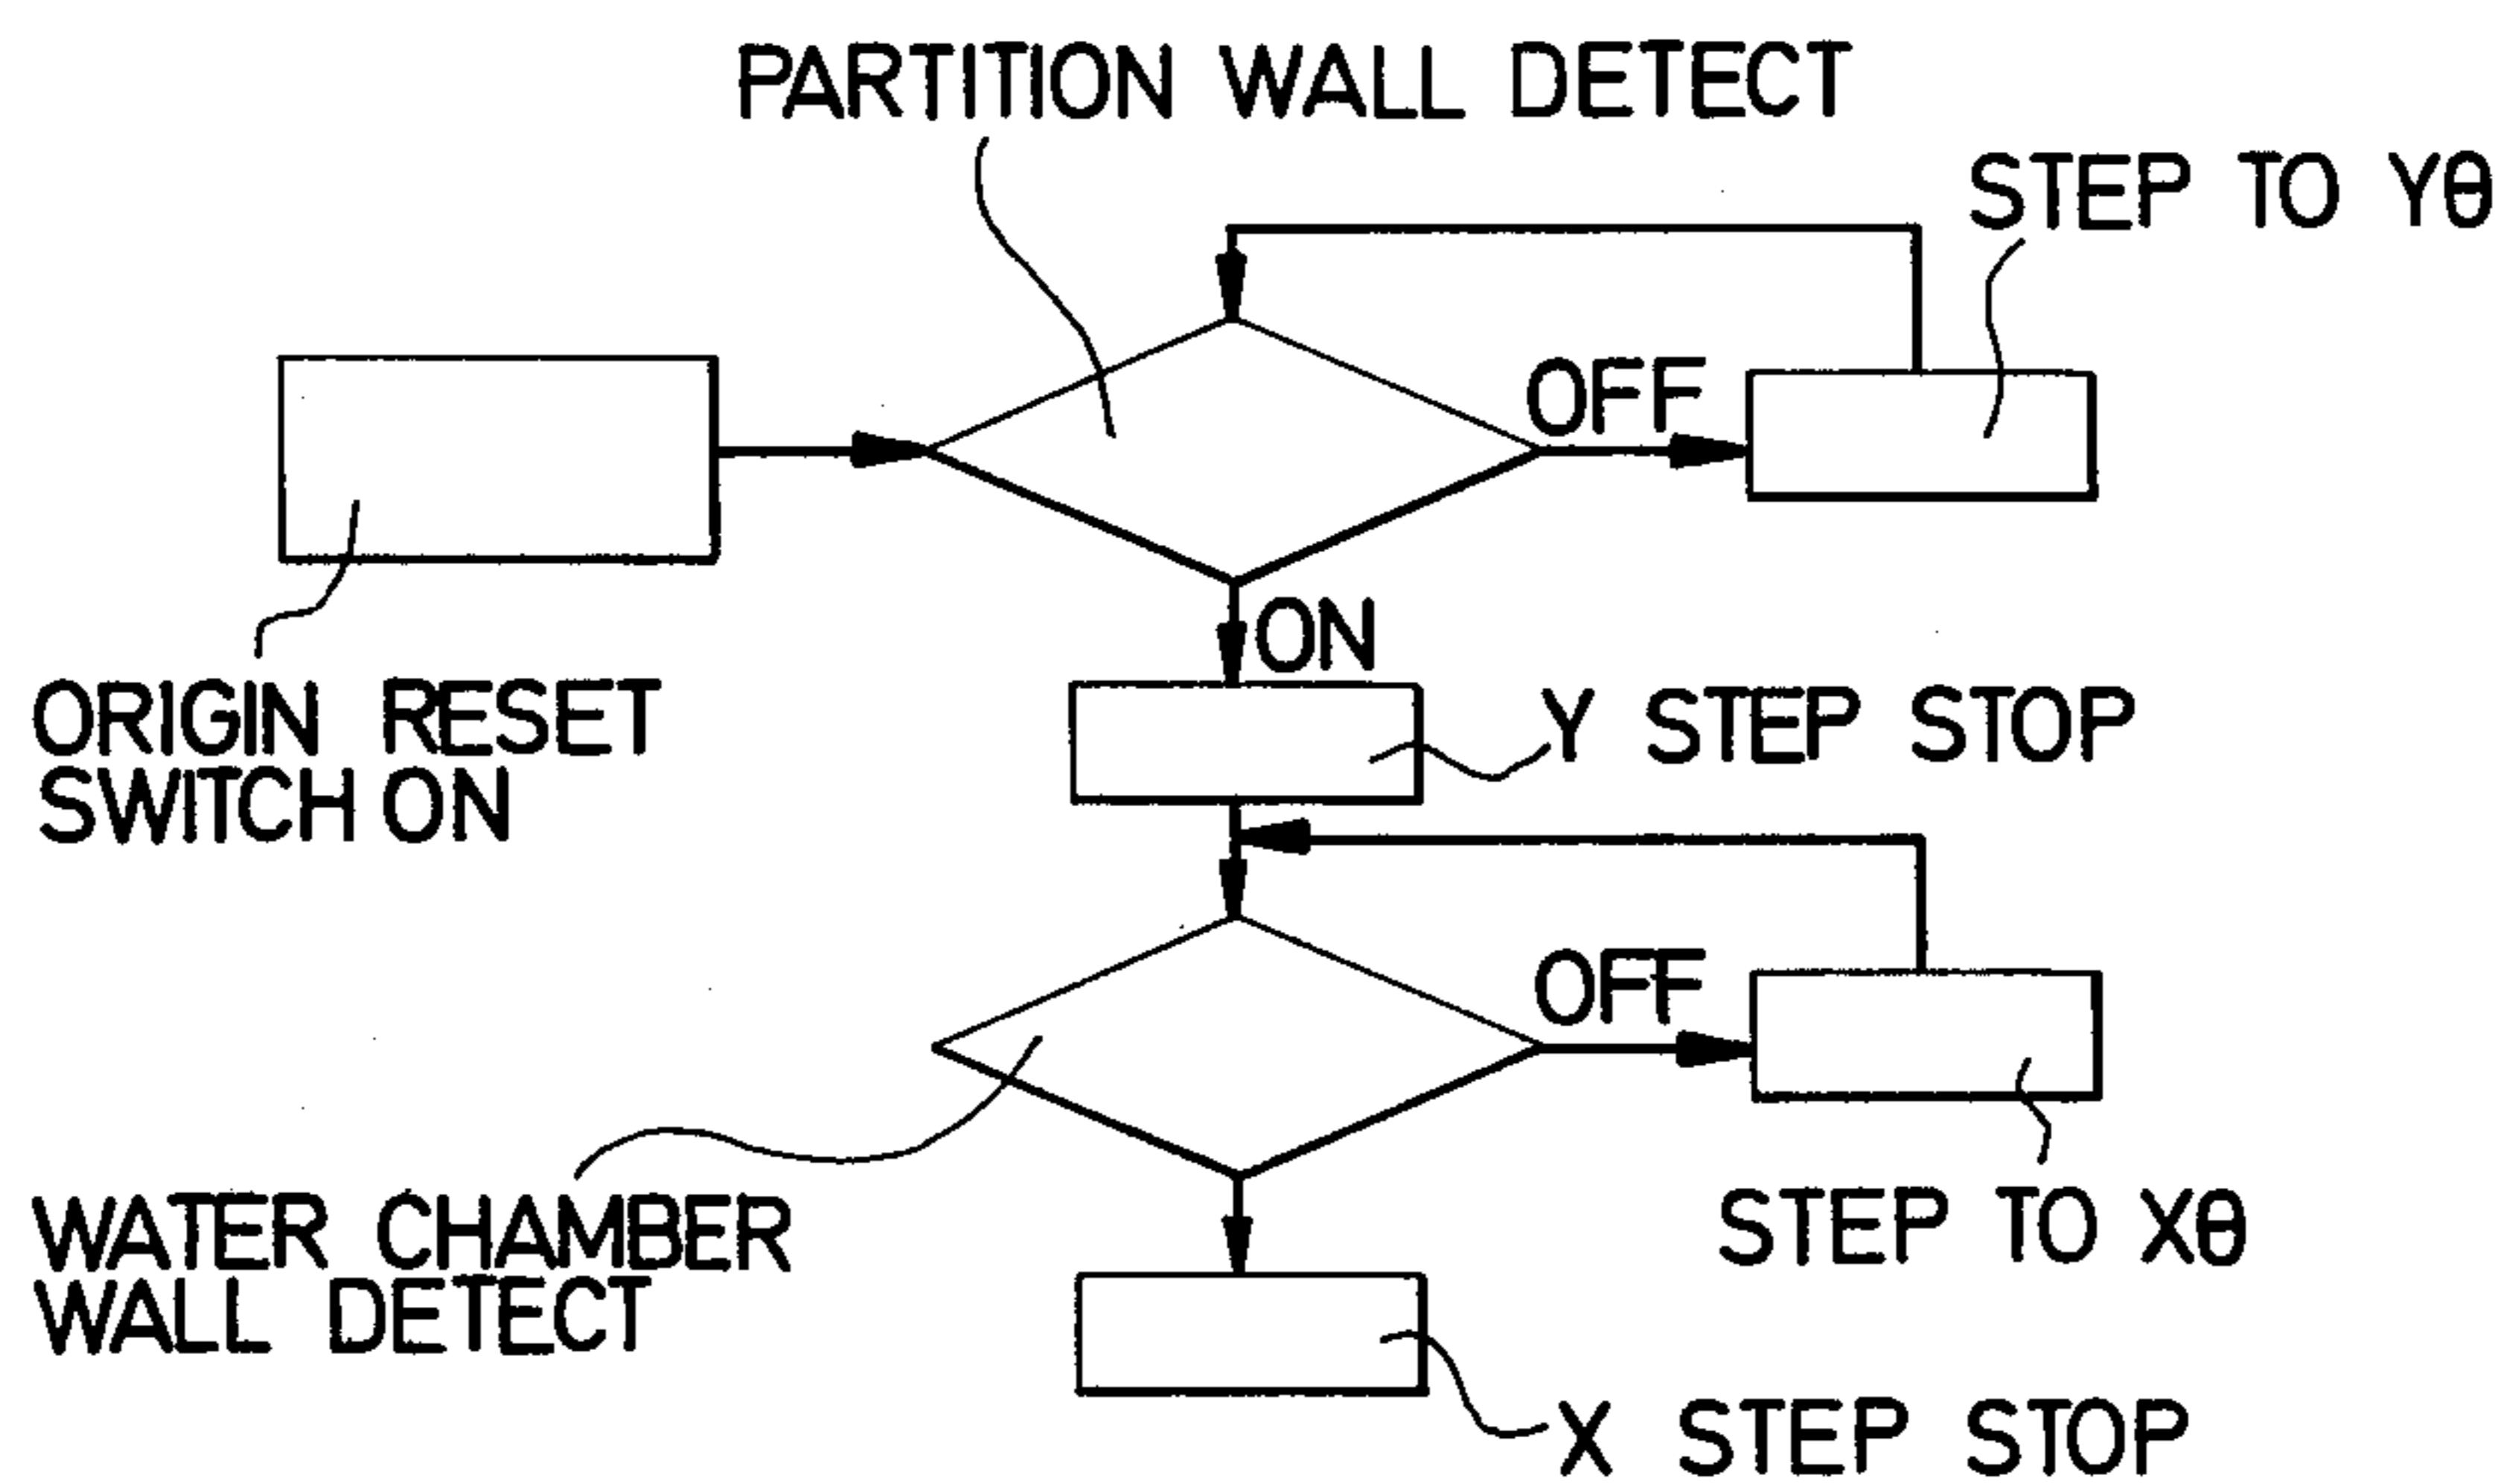 PARTITION WALL DETECT
STEP TO Yθ
OFF
ON
ORIGIN RESET
SWITCH ON
Y STEP STOP
OFF
WATER CHAMBER
WALL DETECT
STEP TO Xθ
X STEP STOP